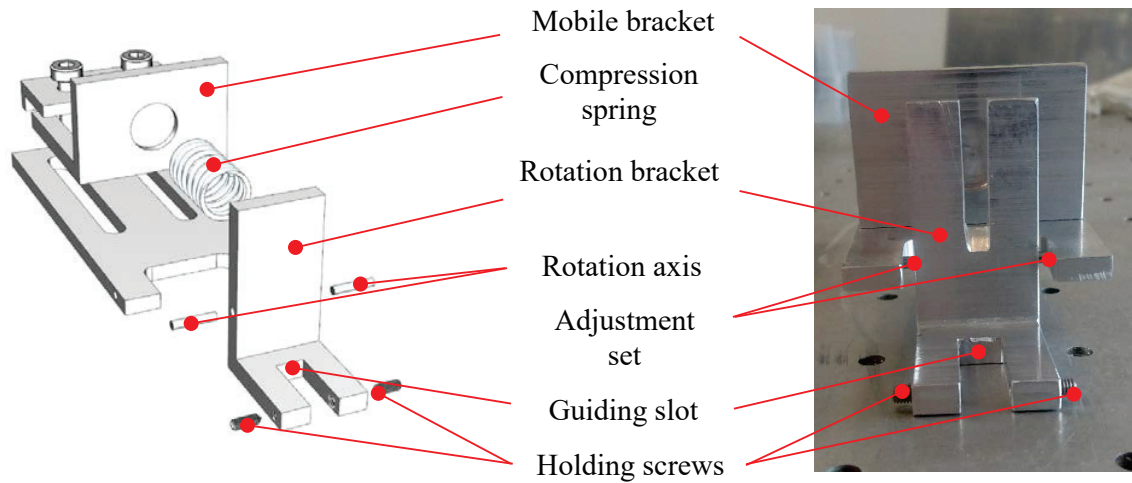 Mobile bracket
Compression
spring
Rotation bracket
Rotation axis
Adjustment
set
Guiding slot
Holding screws